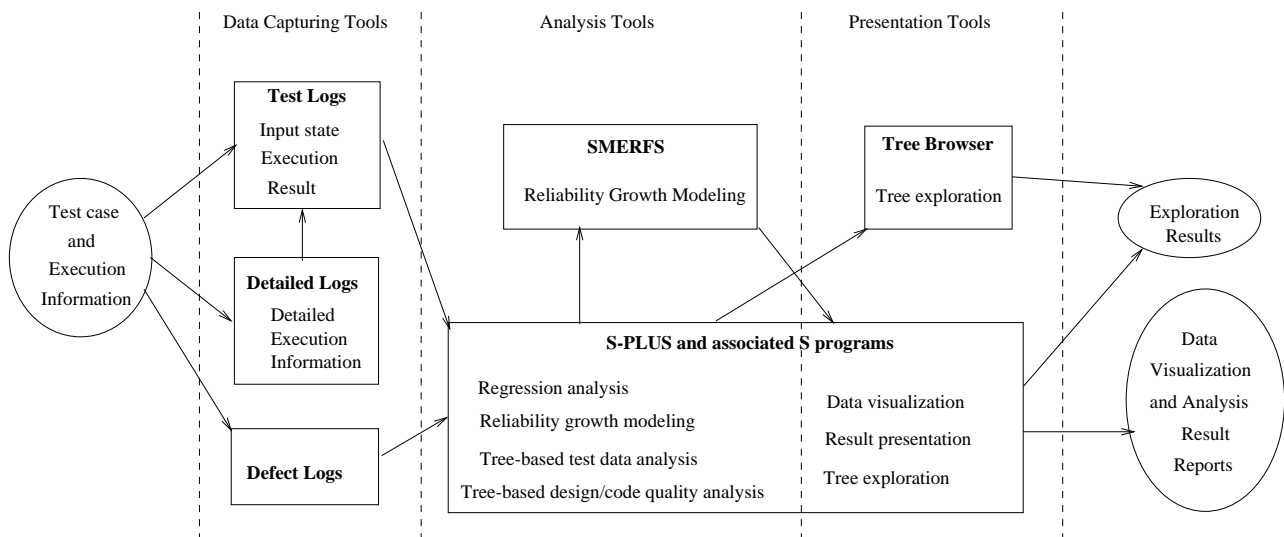 Data Capturing Tools
Analysis Tools
Presentation Tools
Test case
and
Execution
Information
Test Logs
Input state
Execution
Result
Detailed Logs
Detailed
Execution
Information
Defect Logs
SMERFS
Reliability Growth Modeling
Tree Browser
Tree exploration
S-PLUS and associated S programs
Regression analysis
Reliability growth modeling
Tree-based test data analysis
Tree-based design/code quality analysis
Data visualization
Result presentation
Tree exploration
Exploration
Results
Data
Visualization
and Analysis
Result
Reports